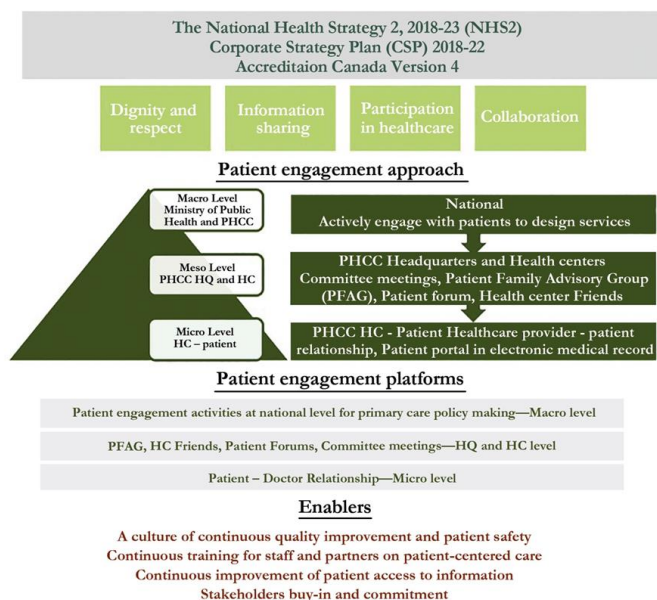 The National Health Strategy 2, 2018-23 (NHS2)
Corporate Strategy Plan (CSP) 2018-22
Accreditaion Canada Version 4
Dignity and
respect
Information
sharing
Participation
in healthcare
Collaboration
Patient engagement approach
Macro Level
Ministry of Public
Health and PHCC
National
Actively engage with patients to design services
Meso Level
PHCC HQ and HC
PHCC Headquarters and Health centers
Committee meetings, Patient Family Advisory Group
(PFAG), Patient forum, Health center Friends
Micro Level
HC – patient
PHCC HC - Patient Healthcare provider - patient
relationship, Patient portal in electronic medical record
Patient engagement platforms
Patient engagement activities at national level for primary care policy making—Macro level
PFAG, HC Friends, Patient Forums, Committee meetings—HQ and HC level
Patient – Doctor Relationship—Micro level
Enablers
A culture of continuous quality improvement and patient safety
Continuous training for staff and partners on patient-centered care
Continuous improvement of patient access to information
Stakeholders buy-in and commitment